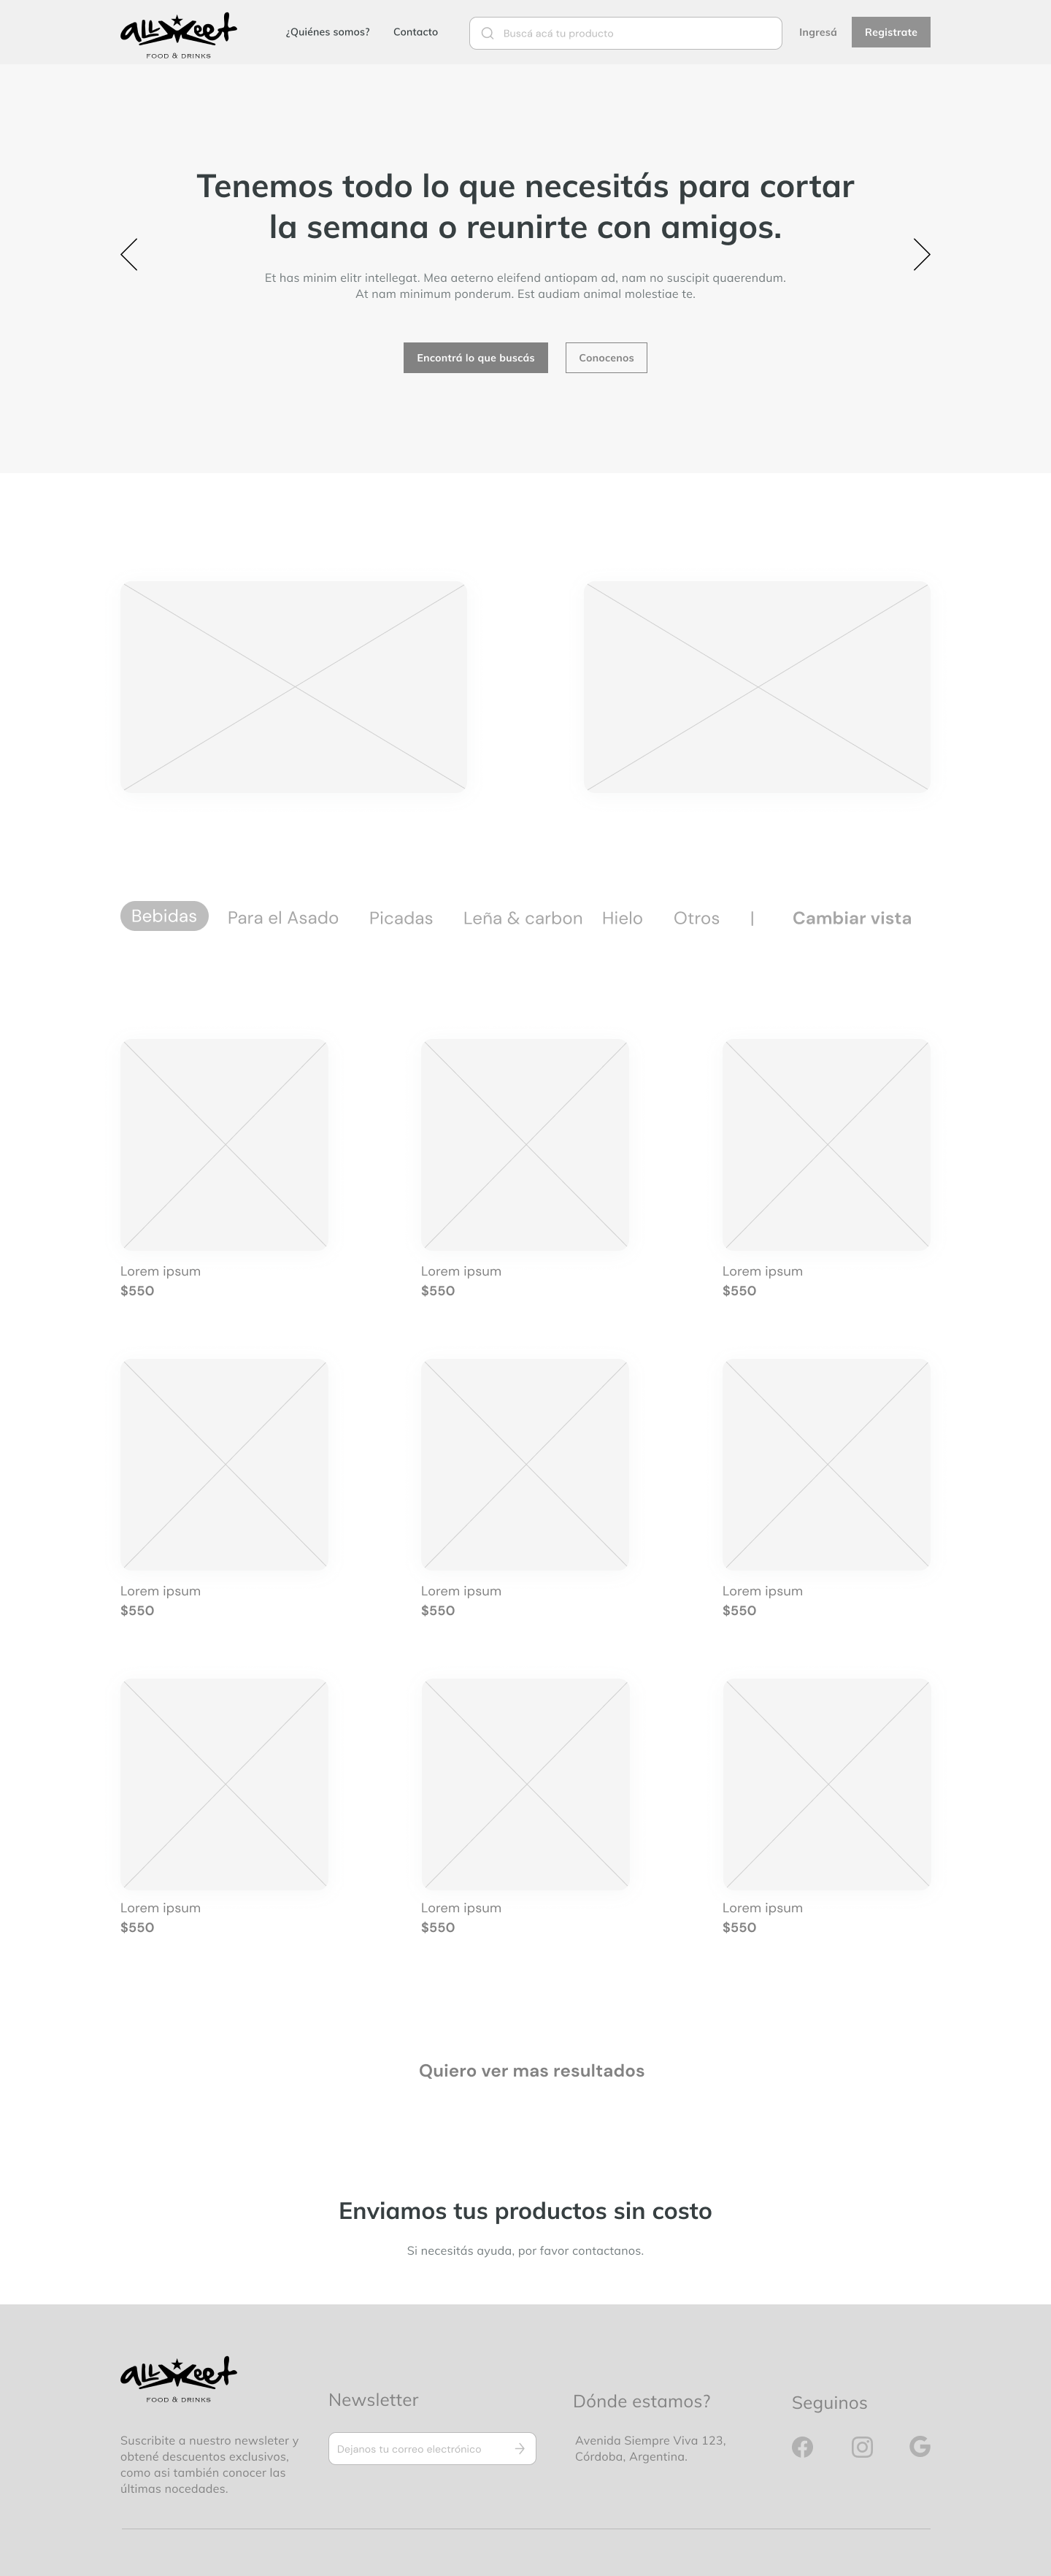 allsweet
FOOD & DRINKS
¿Quiénes somos?
Contacto
Buscá acá tu producto
Ingresá
Registrate
Tenemos todo lo que necesitás para cortar
la semana o reunirte con amigos.
Et has minim elitr intellegat. Mea aeterno eleifend antiopam ad, nam no suscipit quaerendum.
At nam minimum ponderum. Est audiam animal molestiae te.
Encontrá lo que buscás
Conocenos
Bebidas
Para el Asado
Picadas
Leña & carbon
Hielo
Otros
|
Cambiar vista
Lorem ipsum
$550
Lorem ipsum
$550
Lorem ipsum
$550
Lorem ipsum
$550
Lorem ipsum
$550
Lorem ipsum
$550
Lorem ipsum
$550
Lorem ipsum
$550
Lorem ipsum
$550
Quiero ver mas resultados
Enviamos tus productos sin costo
Si necesitás ayuda, por favor contactanos.
allsweet
FOOD & DRINKS
Suscribite a nuestro newsleter y
obtené descuentos exclusivos,
como asi también conocer las
últimas nocedades.
Newsletter
Dejanos tu correo electrónico
Dónde estamos?
Avenida Siempre Viva 123,
Córdoba, Argentina.
Seguinos